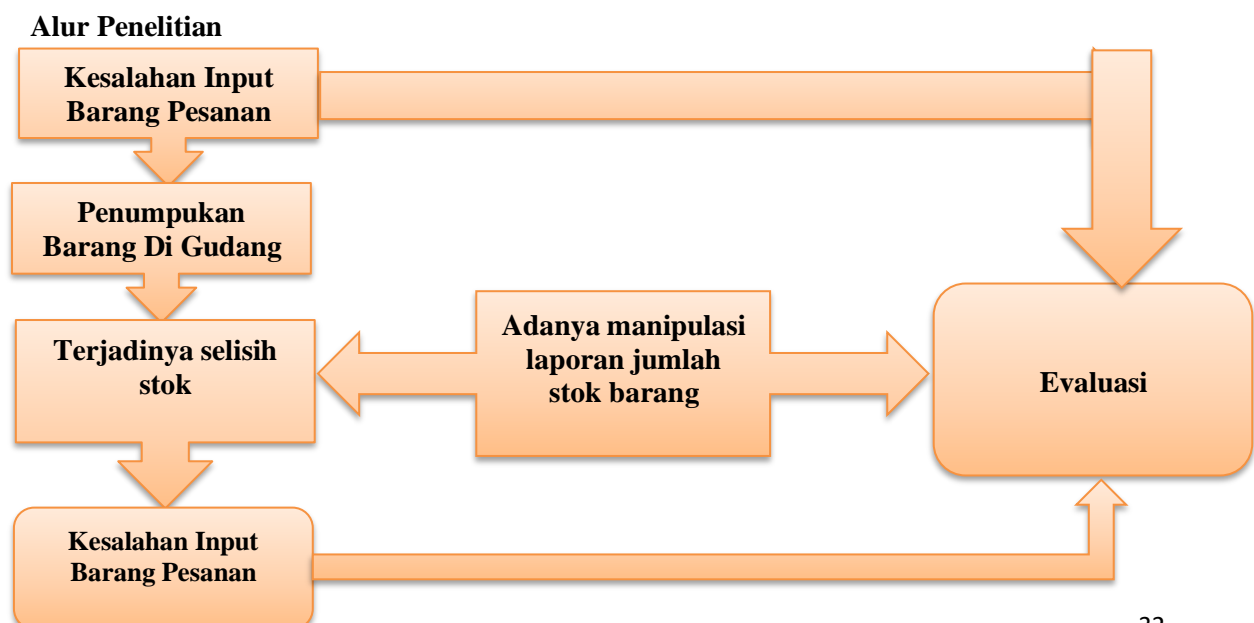 Alur Penelitian
Kesalahan Input
Barang Pesanan
Penumpukan
Barang Di Gudang
Terjadinya selisih
stok
Adanya manipulasi
laporan jumlah
stok barang
Evaluasi
Kesalahan Input
Barang Pesanan